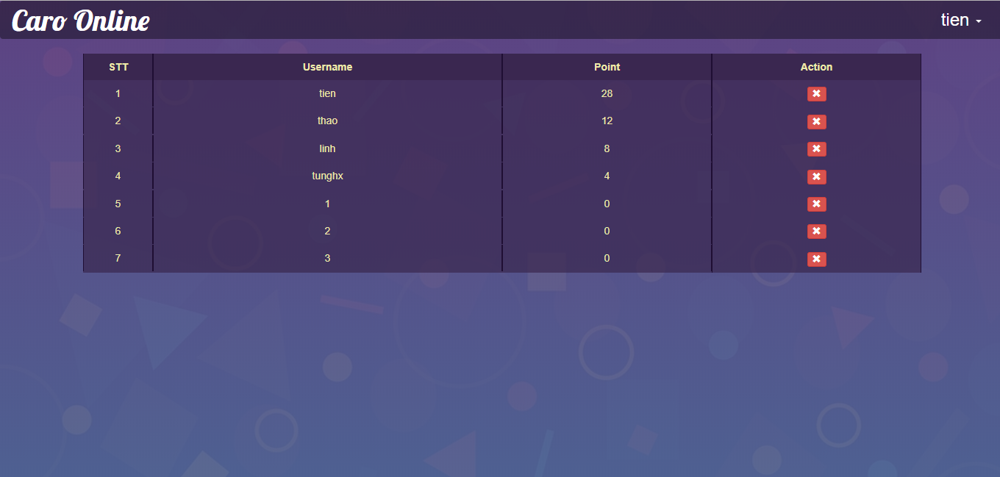 Caro Online
tien
STT Username Point Action
1 tien 28
2 thao 12
3 linh 8
4 tunghx 4
5 1 0
6 2 0
7 3 0